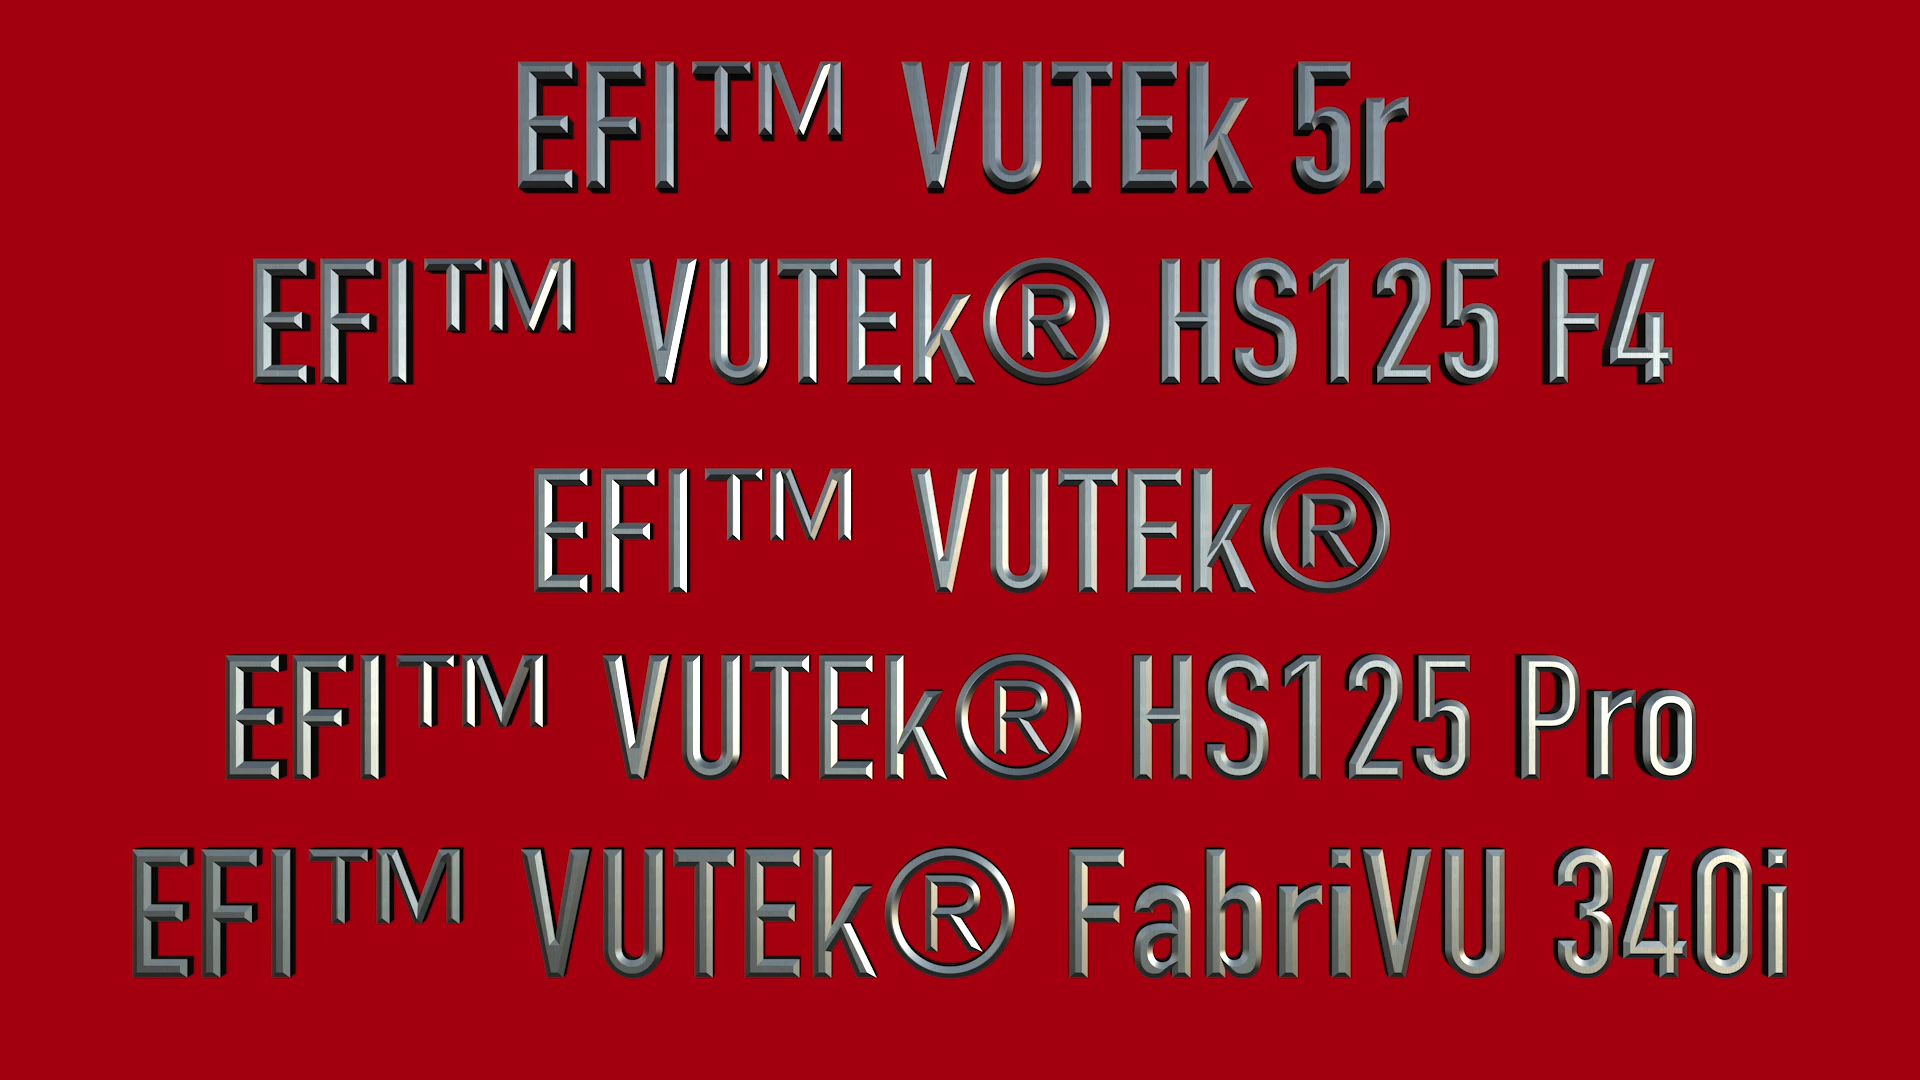 EFI™ VUTEk 5r
EFI™ VUTEk® HS125 F4
EFI™ VUTEk®
EFI™ VUTEk® HS125 Pro
EFI™ VUTEk® FabriVU 340i